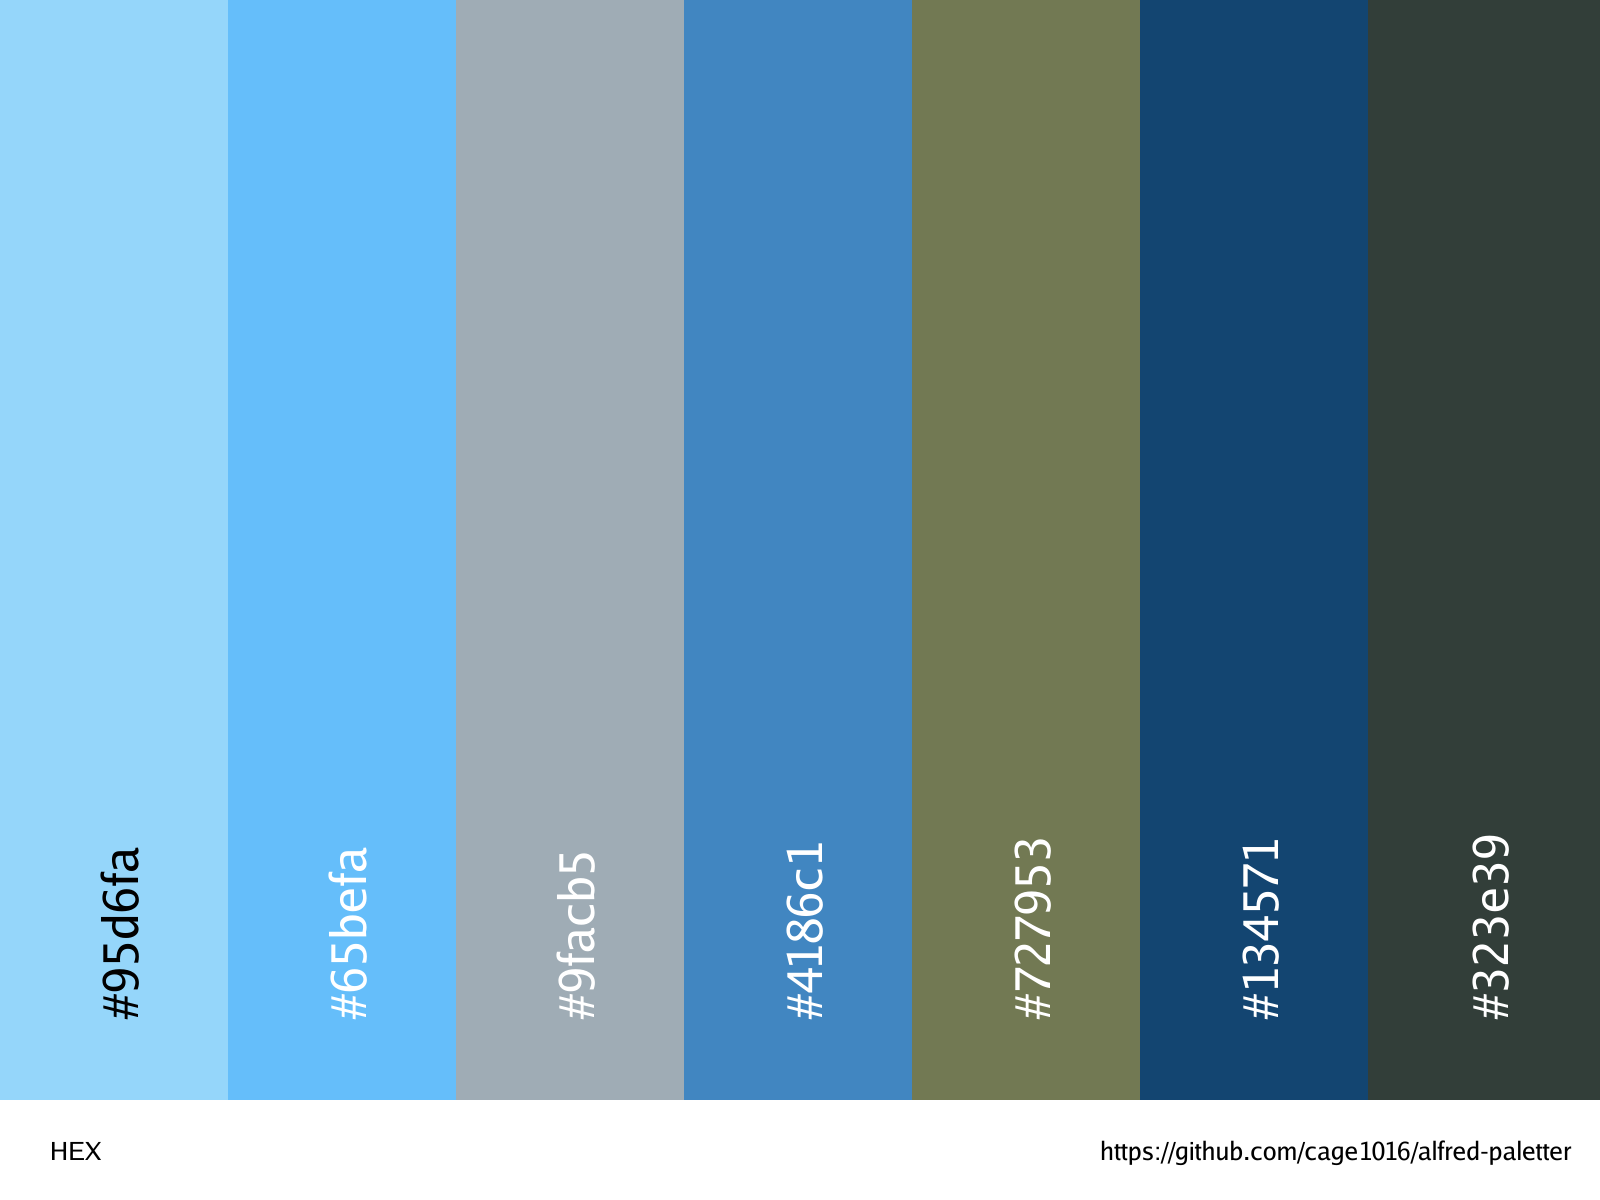 #95d6fa
#65befa
#9facb5
#4186c1
#727953
#134571
#323e39
HEX
https://github.com/cage1016/alfred-paletter